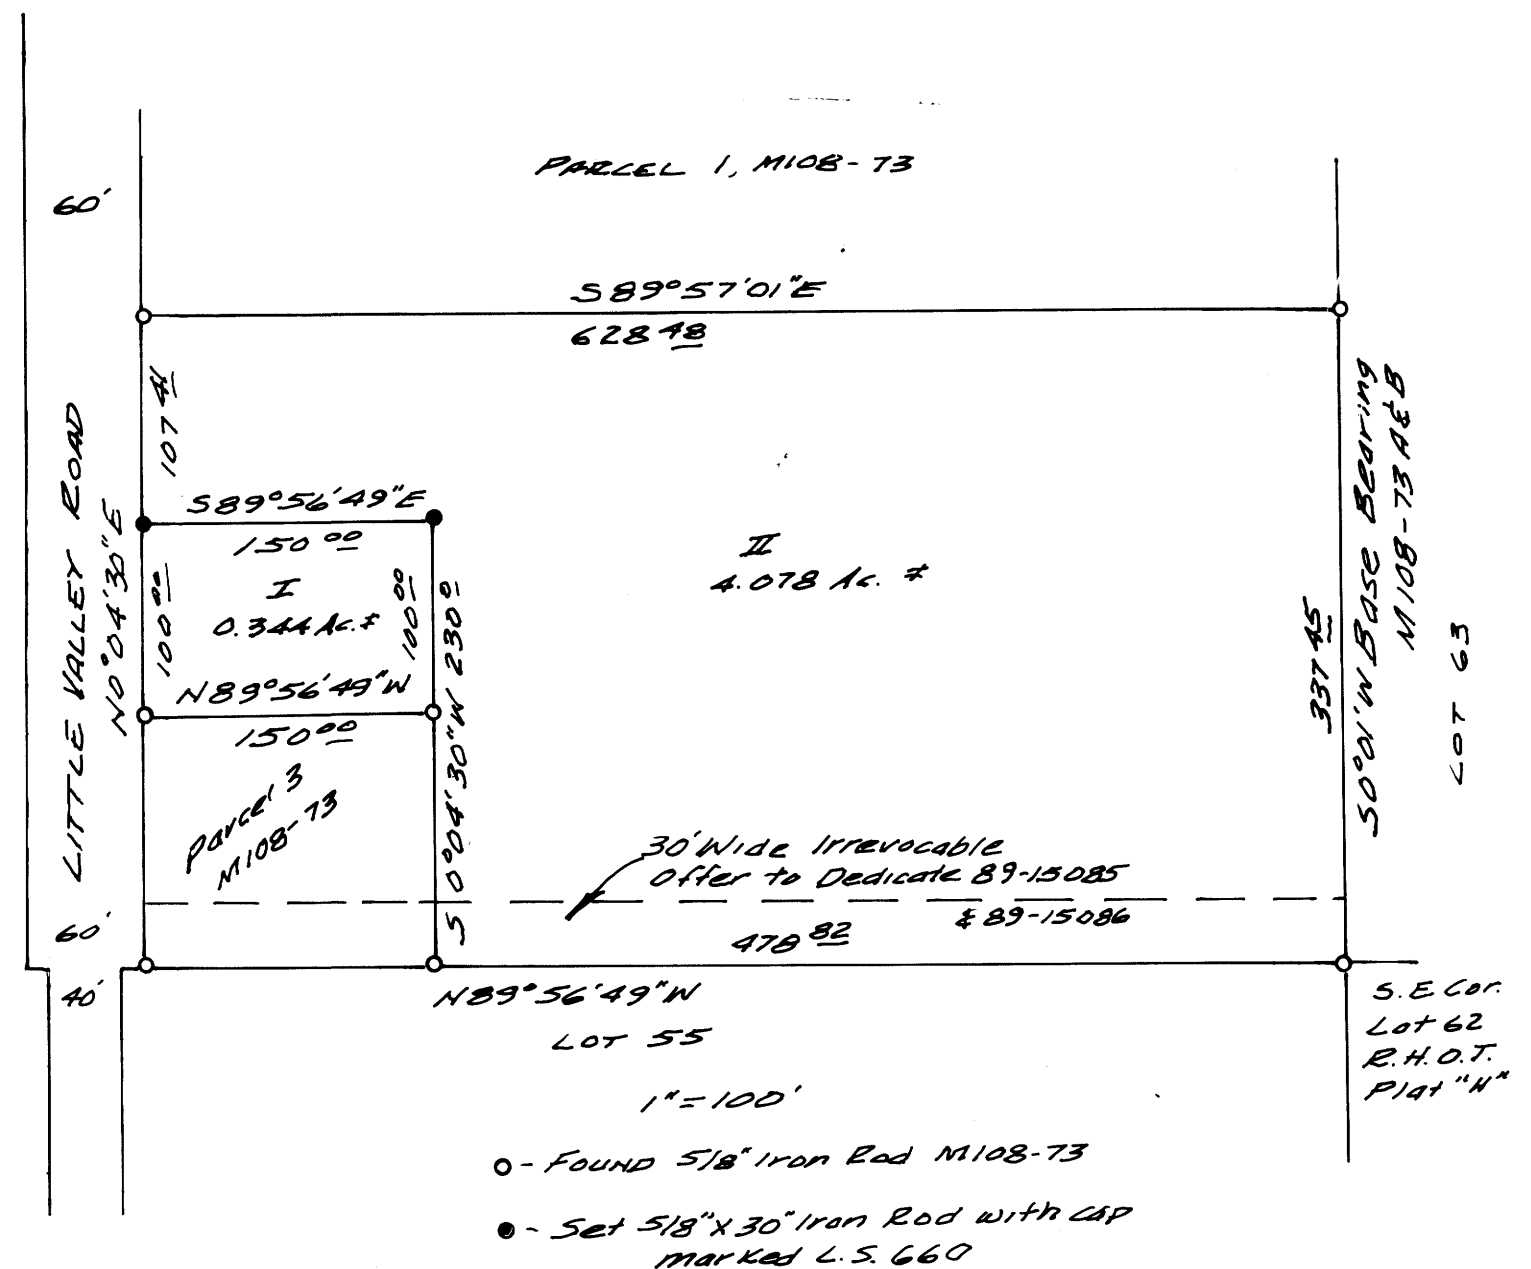 PARCEL 1, M108-73
60'
S89°57'01"E
628 48
107 41
LITTLE VALLEY ROAD
N0°04'30"E
S89°56'49"E
150 00
I
0.344 Ac.±
100 00
100 00
N89°56'49"W
150 00
S 0°04'30"W 230 0
Parcel 3
M108-73
II
4.078 Ac. ±
337 45
S0°01'W Base Bearing
M108-73 A&B
LOT 63
30' Wide Irrevocable
Offer to Dedicate 89-15085
& 89-15086
478 82
60'
40'
N89°56'49"W
LOT 55
S.E Cor.
Lot 62
R.H.O.T.
Plat "H"
1"=100'
- FOUND 5/8" Iron Rod M108-73
- Set 5/8" X 30" Iron Rod with cap
marked L.S. 660